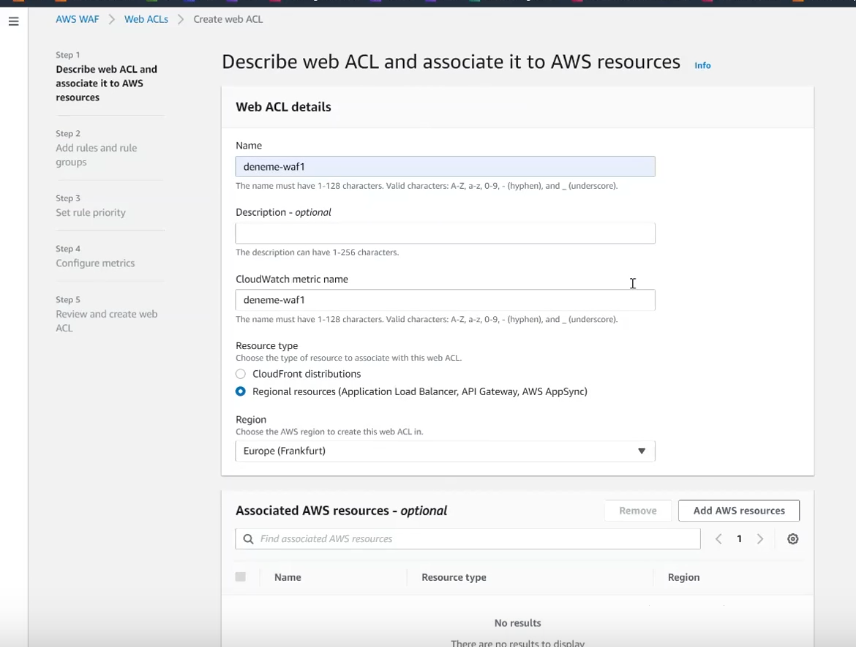 AWS WAF > Web ACLs > Create web ACL
Step 1
Describe web ACL and
associate it to AWS
resources
Step 2
Add rules and rule
groups
Step 3
Set rule priority
Step 4
Configure metrics
Step 5
Review and create web
ACL
Describe web ACL and associate it to AWS resources Info
Web ACL details
Name
deneme-waf1
The name must have 1-128 characters. Valid characters: A-Z, a-z, 0-9, - (hyphen), and _ (underscore).
Description - optional
The description can have 1-256 characters.
CloudWatch metric name
deneme-waf1
The name must have 1-128 characters. Valid characters: A-Z, a-z, 0-9, - (hyphen), and _ (underscore).
Resource type
Choose the type of resource to associate with this web ACL.
CloudFront distributions
Regional resources (Application Load Balancer, API Gateway, AWS AppSync)
Region
Choose the AWS region to create this web ACL in.
Europe (Frankfurt)
Associated AWS resources - optional
Remove
Add AWS resources
Find associated AWS resources
1
Name Resource type Region
No results
There are no results to display